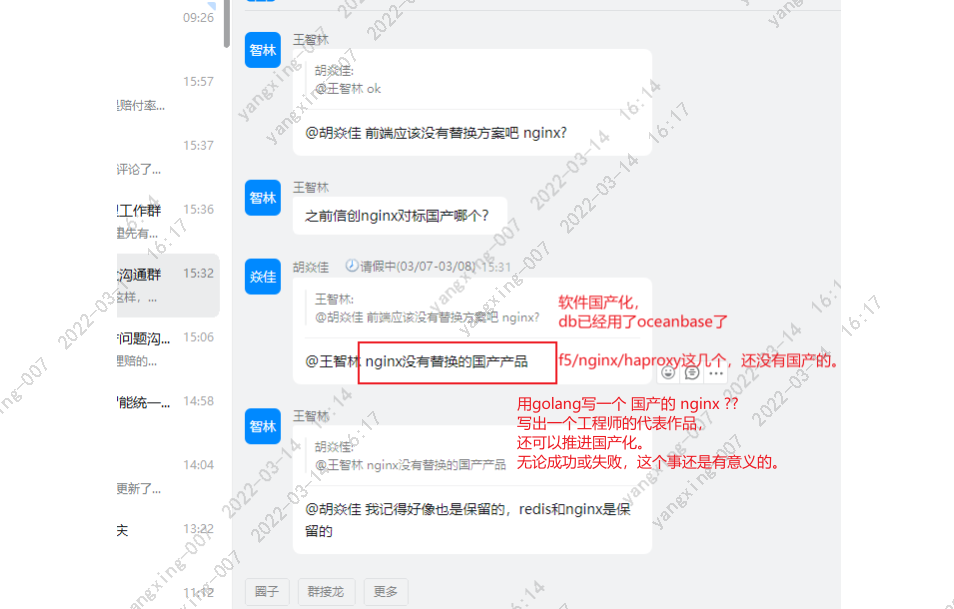 09:26
15:57
赔付率...
15:37
评论了...
工作群
15:36
沟通群
15:32
这样，...
问题沟...
15:06
理赔的...
智能统一...
14:58
14:04
更新了...
13:22
11:12
智林
王智林
胡焱佳:
@王智林 ok
@胡焱佳 前端应该没有替换方案吧 nginx?
智林
王智林
之前信创nginx对标国产哪个?
焱佳
胡焱佳 请假中(03/07-03/08) 15:31
王智林:
@胡焱佳 前端应该没有替换方案吧 nginx?
@王智林 nginx没有替换的国产产品
软件国产化，
db已经用了oceanbase了
f5/nginx/haproxy这几个，还没有国产的。
用golang写一个 国产的 nginx ??
写出一个工程师的代表作品，
还可以推进国产化。
无论成功或失败，这个事还是有意义的。
智林
王智林
胡焱佳:
@王智林 nginx没有替换的国产产品
@胡焱佳 我记得好像也是保留的，redis和nginx是保
留的
圈子
群接龙
更多
yangxing-007 2022-03-14 16:14
yangxing-007 2022-03-14 16:17